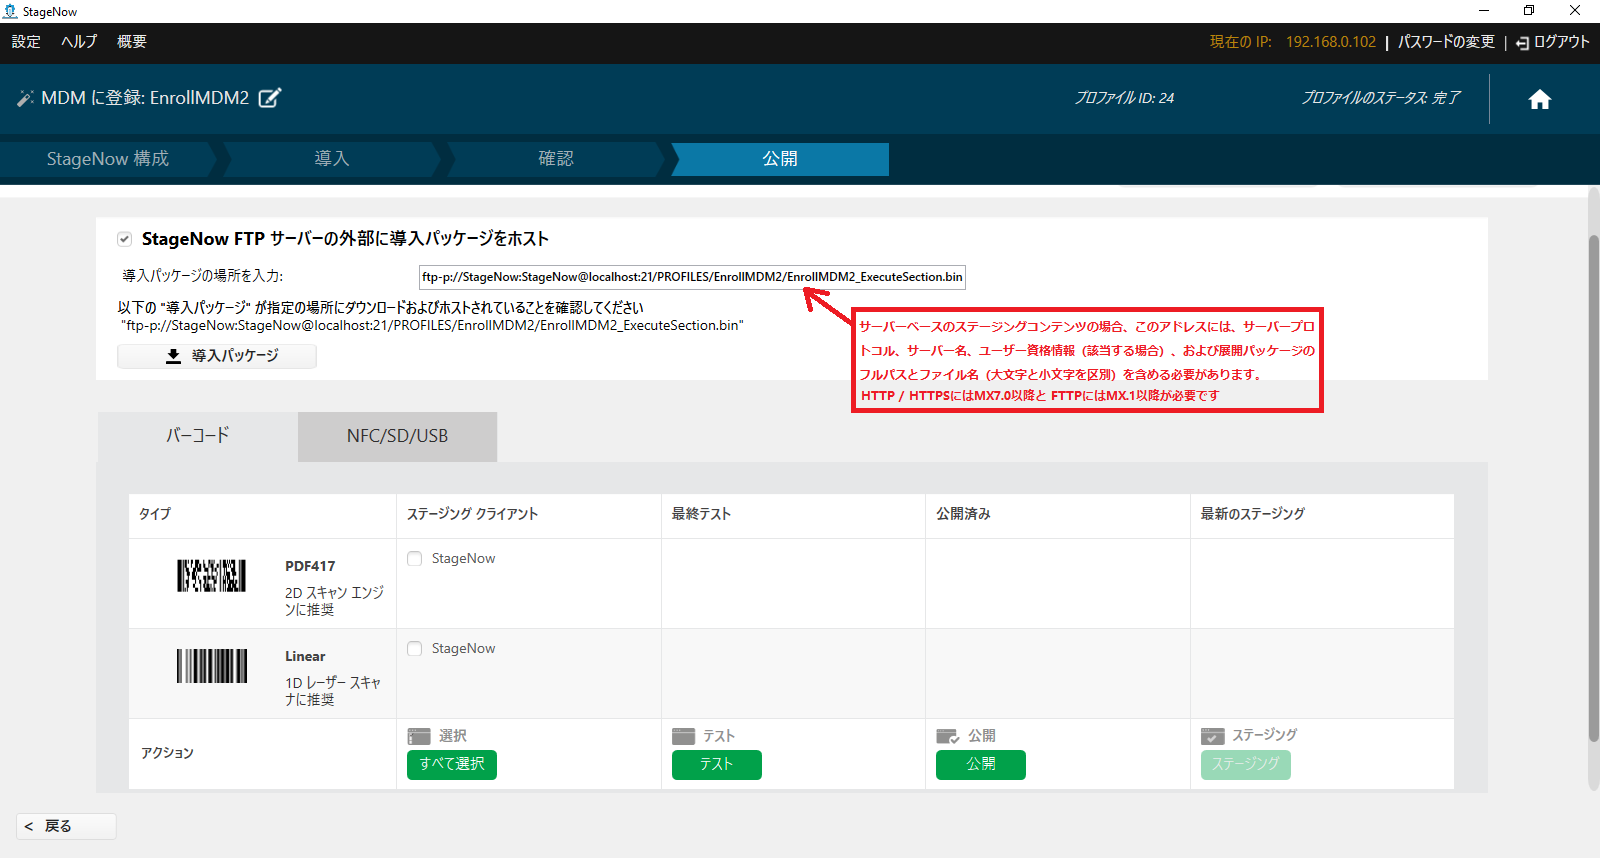 StageNow
設定 ヘルプ 概要
現在の IP: 192.168.0.102 | パスワードの変更 | ログアウト
MDM に登録: EnrollMDM2
プロファイル ID: 24
プロファイルのステータス: 完了
StageNow 構成
導入
確認
公開
StageNow FTP サーバーの外部に導入パッケージをホスト
導入パッケージの場所を入力:
ftp-p://StageNow:StageNow@localhost:21/PROFILES/EnrollMDM2/EnrollMDM2_ExecuteSection.bin
以下の "導入パッケージ" が指定の場所にダウンロードおよびホストされていることを確認してください
"ftp-p://StageNow:StageNow@localhost:21/PROFILES/EnrollMDM2/EnrollMDM2_ExecuteSection.bin"
導入パッケージ
サーバーベースのステージングコンテンツの場合、このアドレスには、サーバープロ
トコル、サーバー名、ユーザー資格情報（該当する場合）、および展開パッケージの
フルパスとファイル名（大文字と小文字を区別）を含める必要があります。
HTTP / HTTPSにはMX7.0以降と FTTPにはMX.1以降が必要です
バーコード
NFC/SD/USB
タイプ
ステージング クライアント
最終テスト
公開済み
最新のステージング
PDF417
2D スキャン エンジ
ンに推奨
StageNow
Linear
1D レーザー スキャ
ナに推奨
StageNow
アクション
選択
すべて選択
テスト
テスト
公開
公開
ステージング
ステージング
< 戻る